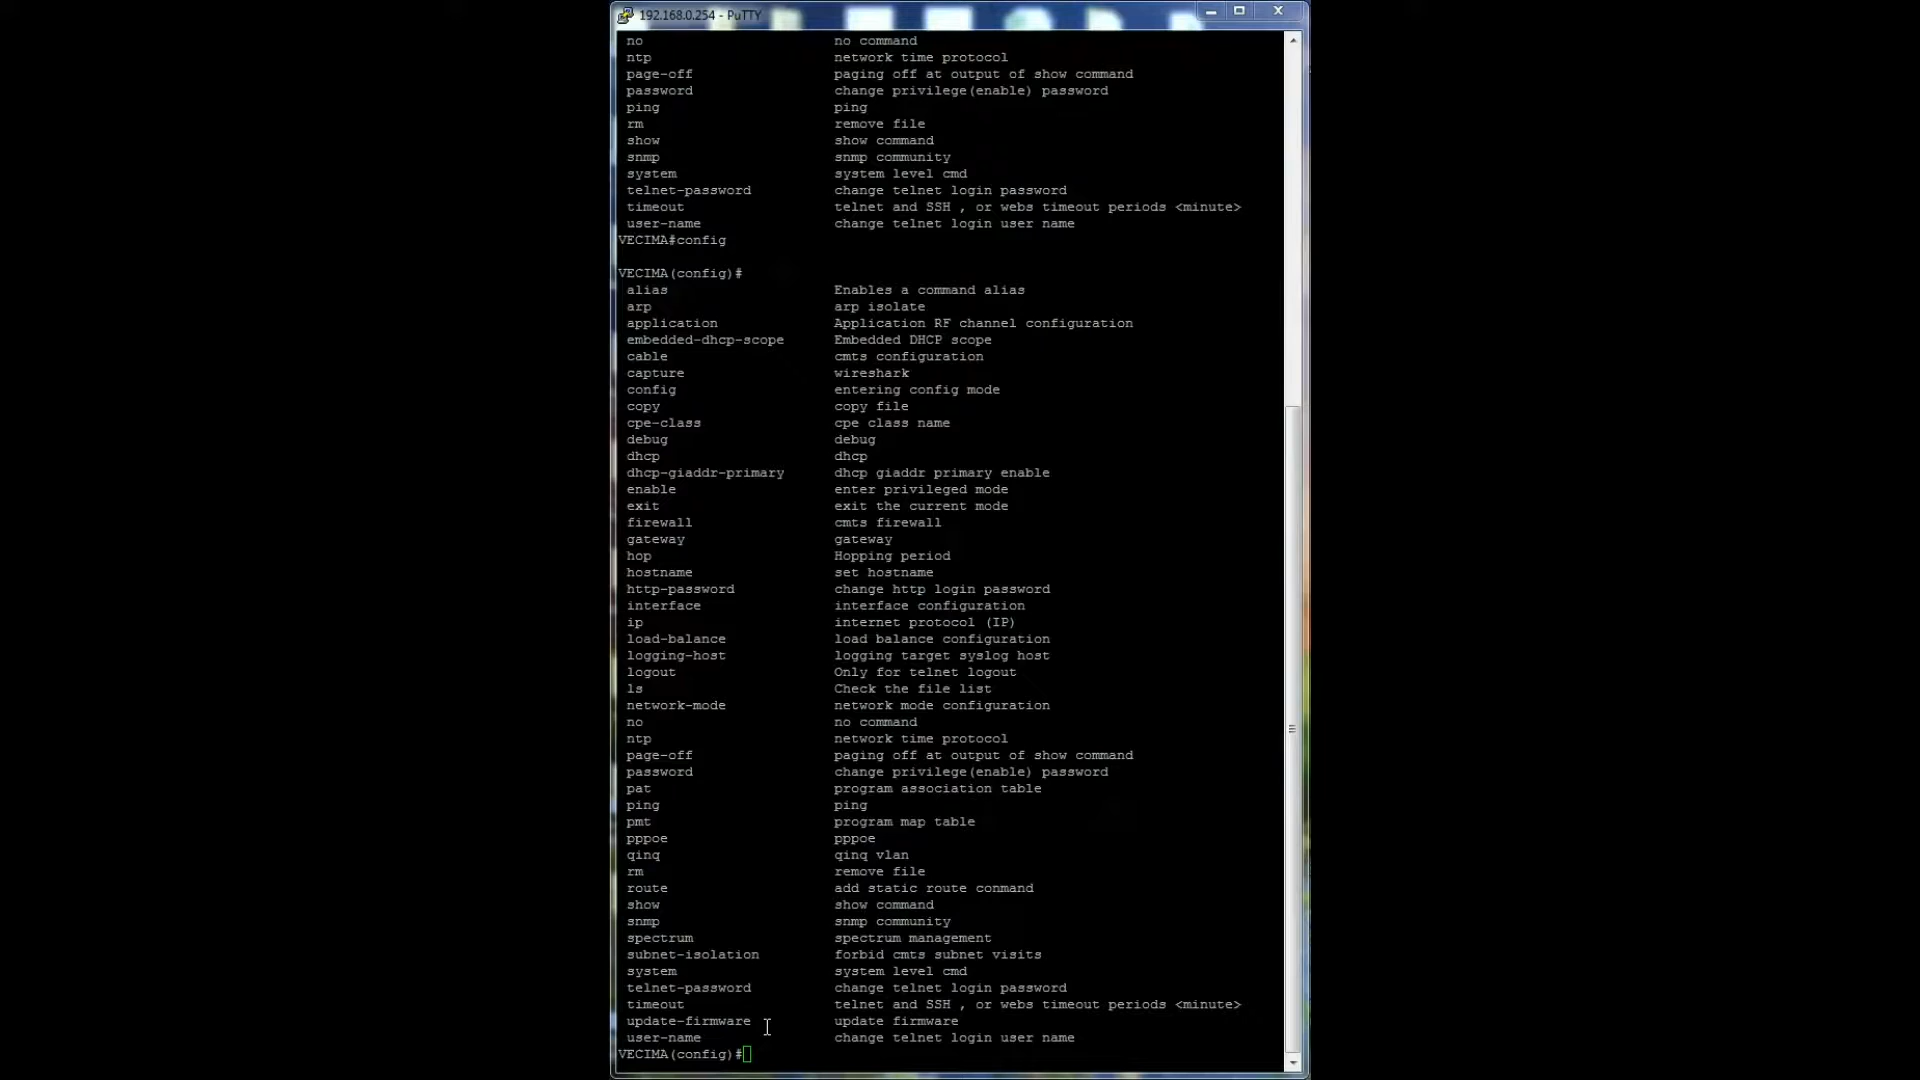 192.168.0.254 - PuTTY
no no command
ntp network time protocol
page-off paging off at output of show command
password change privilege(enable) password
ping ping
rm remove file
show show command
snmp snmp community
system system level cmd
telnet-password change telnet login password
timeout telnet and SSH , or webs timeout periods <minute>
user-name change telnet login user name
VECIMA#config
VECIMA(config)#
alias Enables a command alias
arp arp isolate
application Application RF channel configuration
embedded-dhcp-scope Embedded DHCP scope
cable cmts configuration
capture wireshark
config entering config mode
copy copy file
cpe-class cpe class name
debug debug
dhcp dhcp
dhcp-giaddr-primary dhcp giaddr primary enable
enable enter privileged mode
exit exit the current mode
firewall cmts firewall
gateway gateway
hop Hopping period
hostname set hostname
http-password change http login password
interface interface configuration
ip internet protocol (IP)
load-balance load balance configuration
logging-host logging target syslog host
logout Only for telnet logout
ls Check the file list
network-mode network mode configuration
no no command
ntp network time protocol
page-off paging off at output of show command
password change privilege(enable) password
pat program association table
ping ping
pmt program map table
pppoe pppoe
qinq qinq vlan
rm remove file
route add static route conmand
show show command
snmp snmp community
spectrum spectrum management
subnet-isolation forbid cmts subnet visits
system system level cmd
telnet-password change telnet login password
timeout telnet and SSH , or webs timeout periods <minute>
update-firmware update firmware
user-name change telnet login user name
VECIMA(config)#